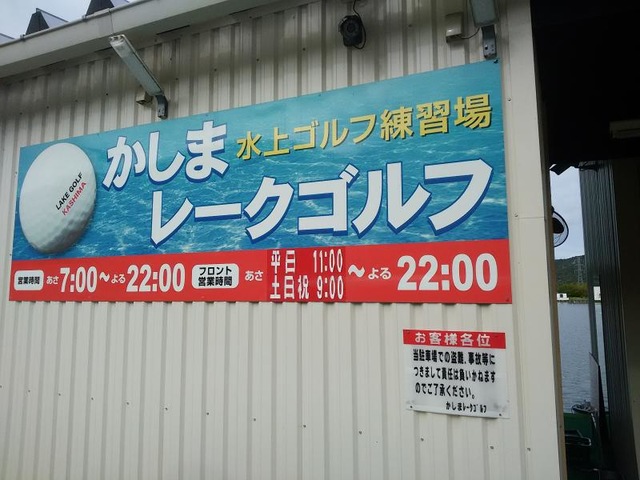 水上ゴルフ練習場
かしま
レークゴルフ
LAKE GOLF
KASHIMA
営業時間 あさ 7:00〜よる 22:00 フロント営業時間 あさ 平日 11:00 土日祝 9:00 〜よる 22:00
お客様各位
当駐車場での盗難、事故等に
つきまして責任は負いかねます
のでご了承ください。
かしまレークゴルフ